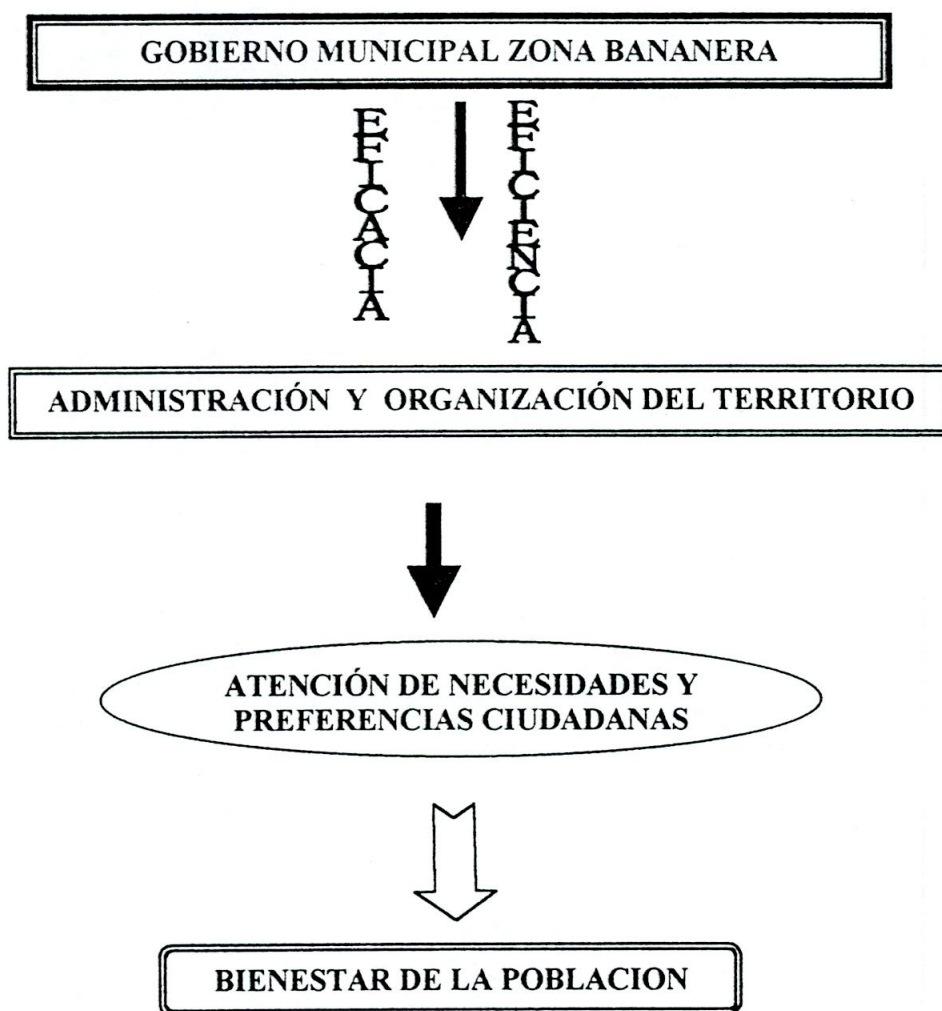 GOBIERNO MUNICIPAL ZONA BANANERA
EFICACIA
EFICIENCIA
ADMINISTRACIÓN Y ORGANIZACIÓN DEL TERRITORIO
ATENCIÓN DE NECESIDADES Y
PREFERENCIAS CIUDADANAS
BIENESTAR DE LA POBLACION